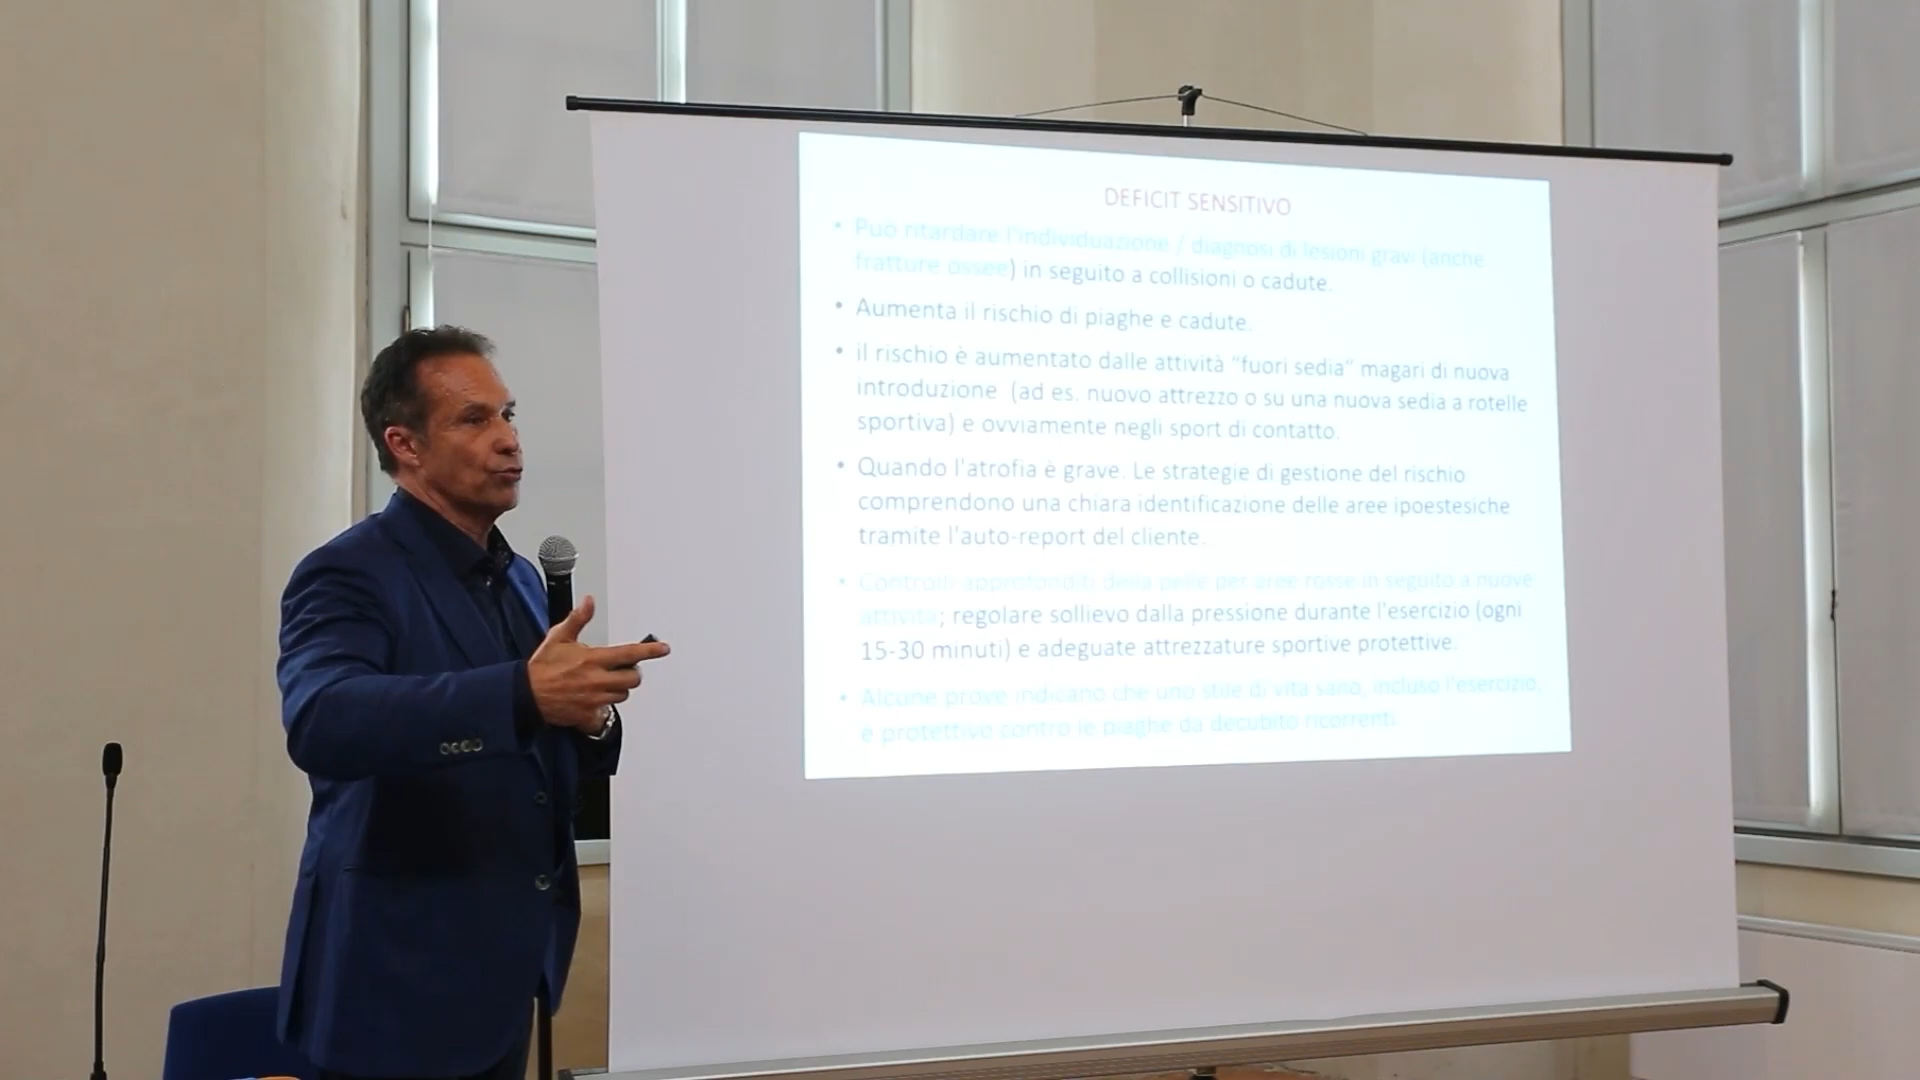 DEFICIT SENSITIVO
• Può ritardare l'individuazione / diagnosi di lesioni gravi (anche
fratture ossee) in seguito a collisioni o cadute.
• Aumenta il rischio di piaghe e cadute.
• il rischio è aumentato dalle attività "fuori sedia" magari di nuova
introduzione (ad es. nuovo attrezzo o su una nuova sedia a rotelle
sportiva) e ovviamente negli sport di contatto.
• Quando l'atrofia è grave. Le strategie di gestione del rischio
comprendono una chiara identificazione delle aree ipoestesiche
tramite l'auto-report del cliente.
• Controlli approfonditi della pelle per aree rosse in seguito a nuove
attività; regolare sollievo dalla pressione durante l'esercizio (ogni
15-30 minuti) e adeguate attrezzature sportive protettive.
• Alcune prove indicano che uno stile di vita sano, incluso l'esercizio,
è protettivo contro le piaghe da decubito ricorrenti